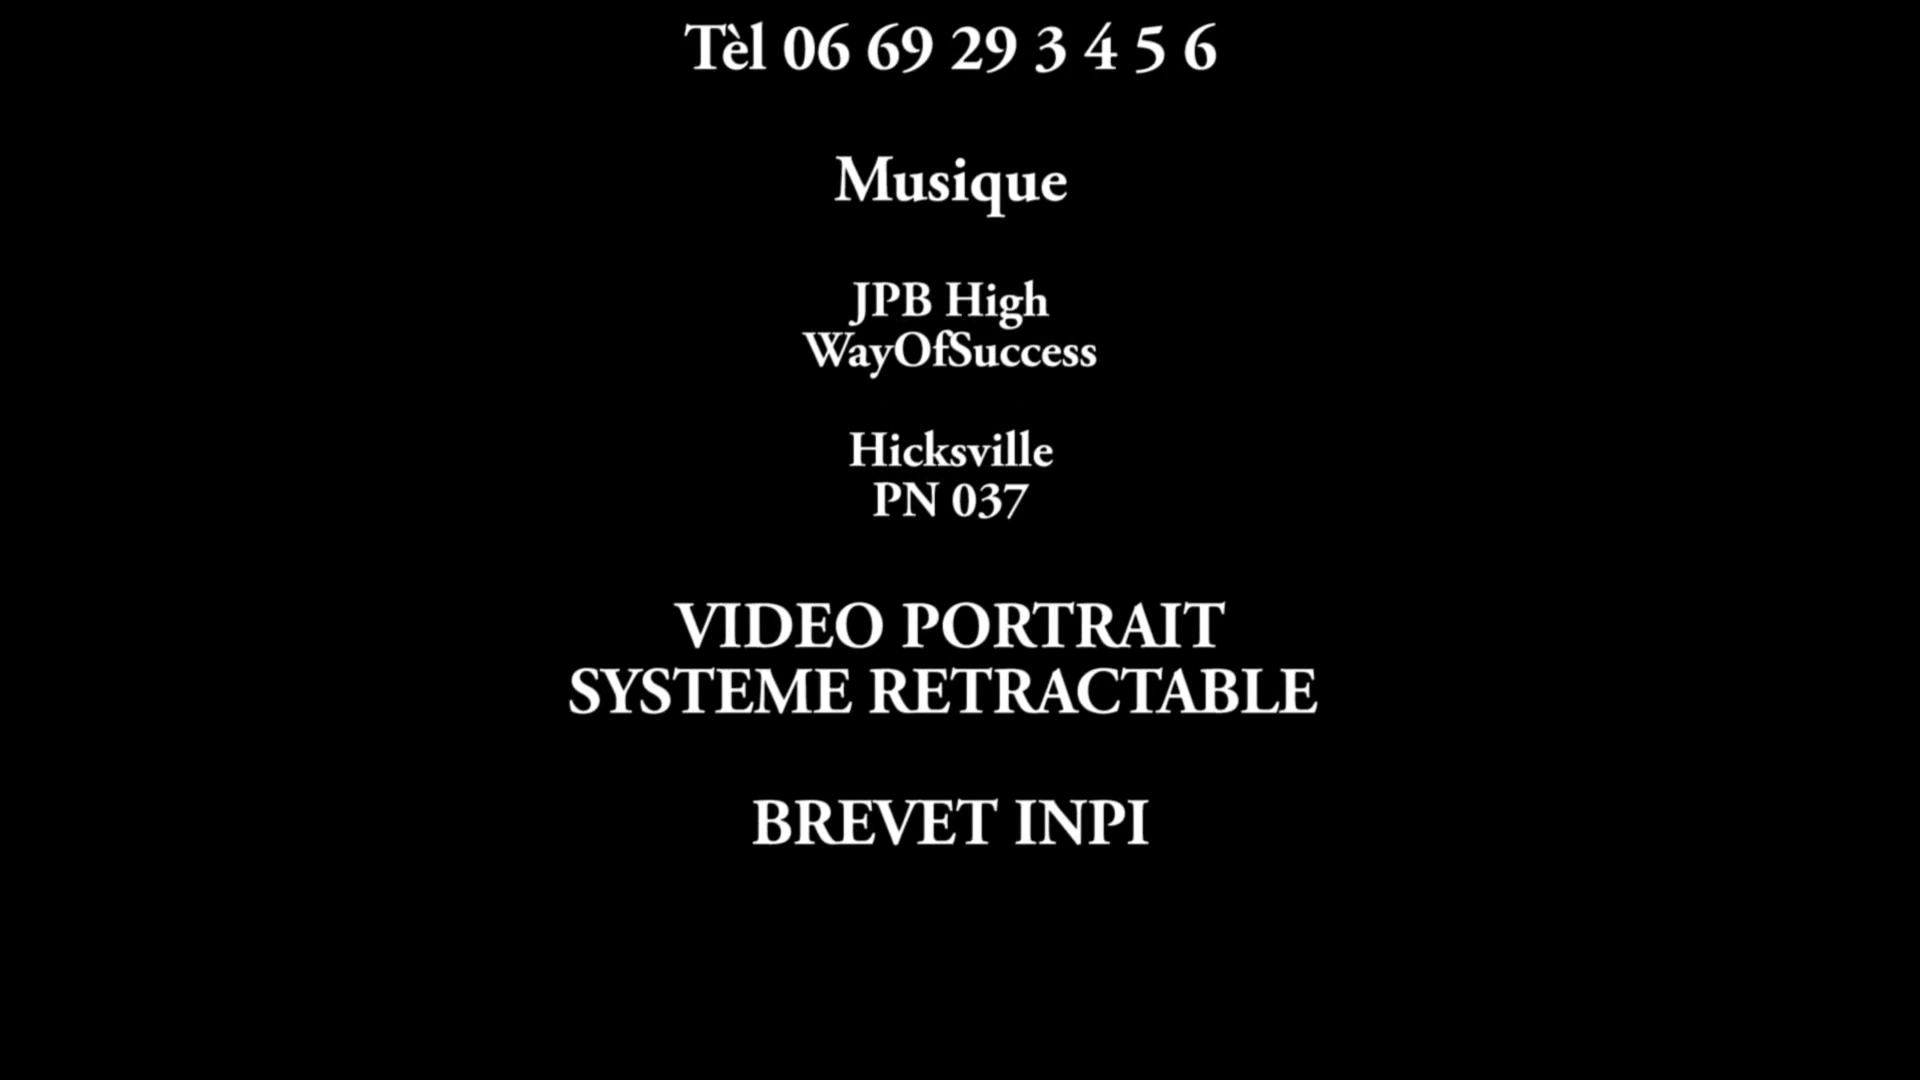 Tèl 06 69 29 3 4 5 6
Musique
JPB High
WayOfSuccess
Hicksville
PN 037
VIDEO PORTRAIT
SYSTEME RETRACTABLE
BREVET INPI